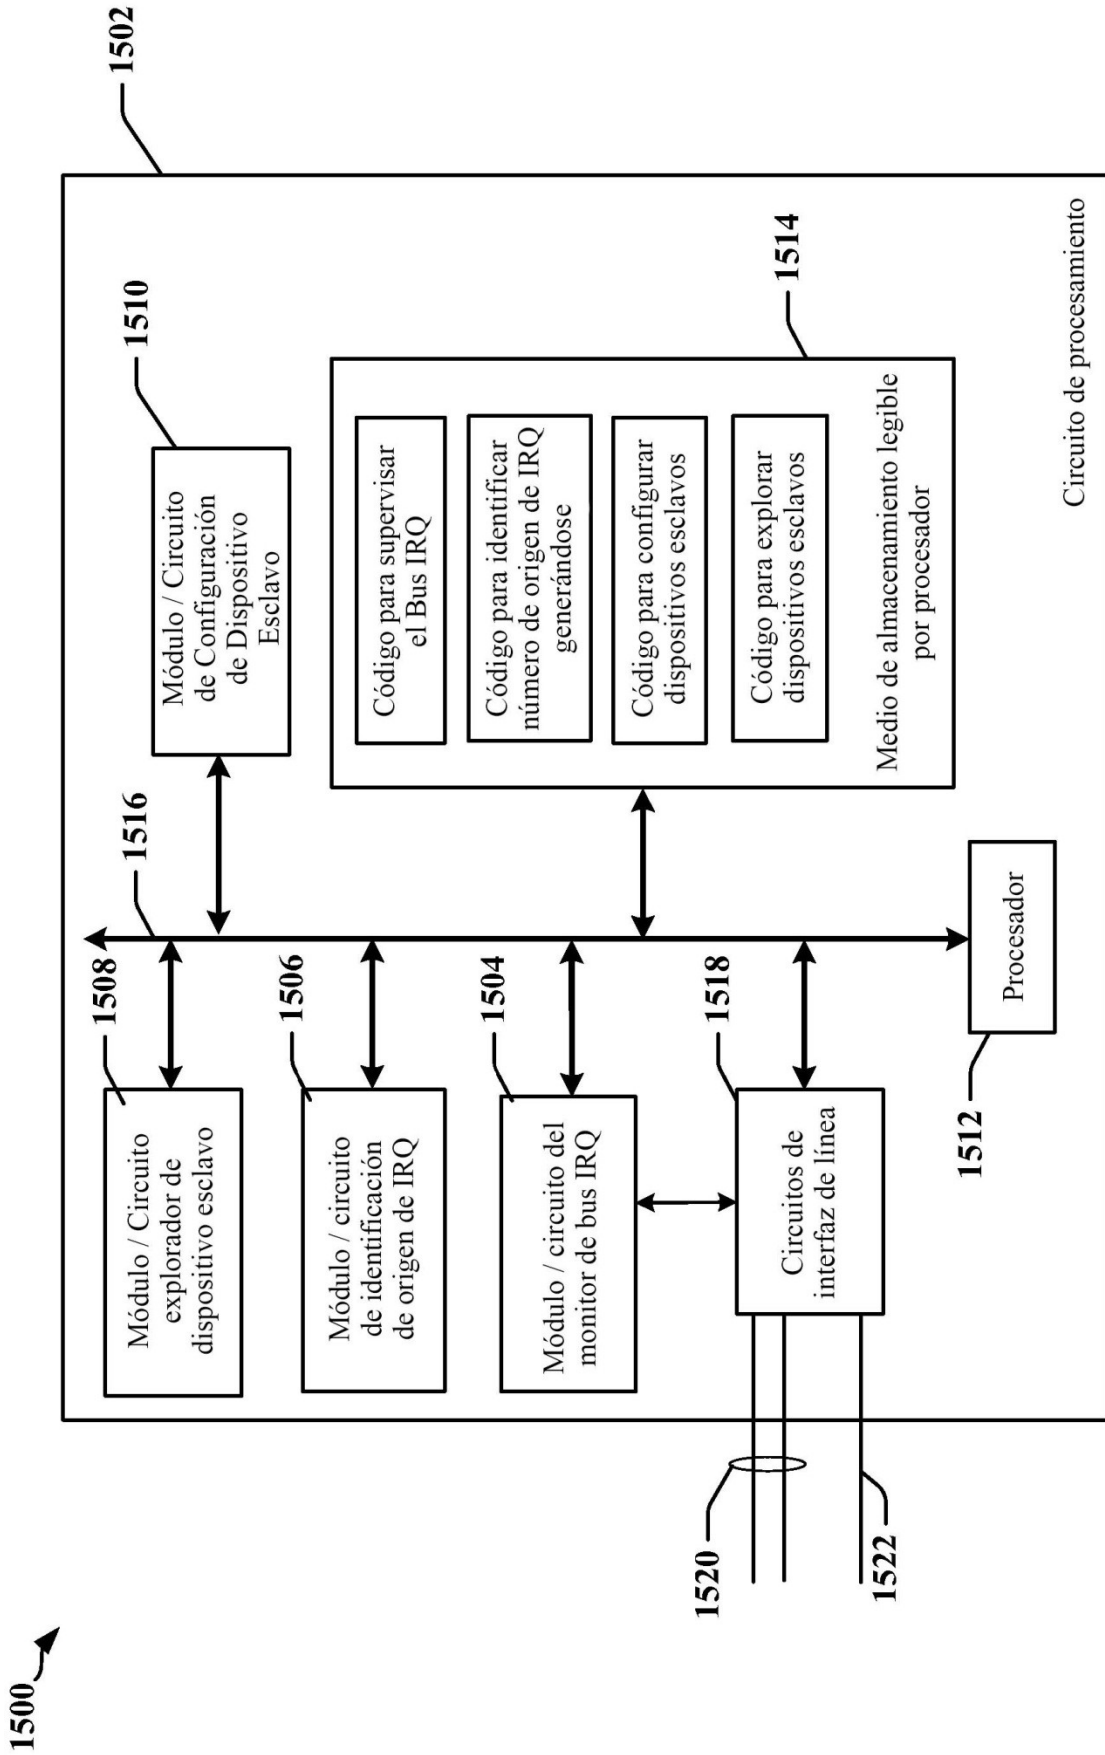 1500
1502
1508
Módulo / Circuito
explorador de
dispositivo esclavo
1516
1510
Módulo / Circuito
de Configuración
de Dispositivo
Esclavo
1506
Módulo / circuito
de identificación
de origen de IRQ
1504
Módulo / circuito del
monitor de bus IRQ
1514
Código para supervisar
el Bus IRQ
Código para identificar
número de origen de IRQ
generándose
Código para configurar
dispositivos esclavos
Código para explorar
dispositivos esclavos
Medio de almacenamiento legible
por procesador
1518
Circuitos de
interfaz de línea
1520
1522
1512
Procesador
Circuito de procesamiento